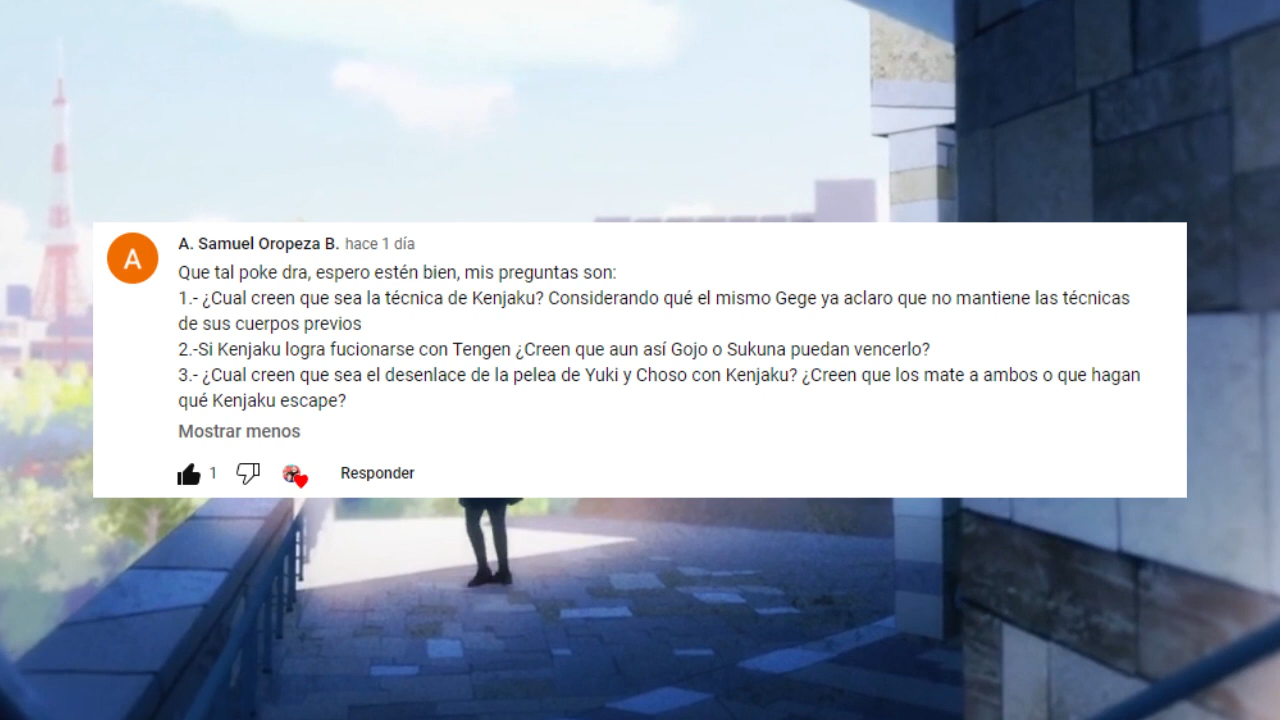 A
A. Samuel Oropeza B. hace 1 día
Que tal poke dra, espero estén bien, mis preguntas son:
1.- ¿Cual creen que sea la técnica de Kenjaku? Considerando qué el mismo Gege ya aclaro que no mantiene las técnicas
de sus cuerpos previos
2.-Si Kenjaku logra fucionarse con Tengen ¿Creen que aun así Gojo o Sukuna puedan vencerlo?
3.- ¿Cual creen que sea el desenlace de la pelea de Yuki y Choso con Kenjaku? ¿Creen que los mate a ambos o que hagan
qué Kenjaku escape?
Mostrar menos
1 Responder